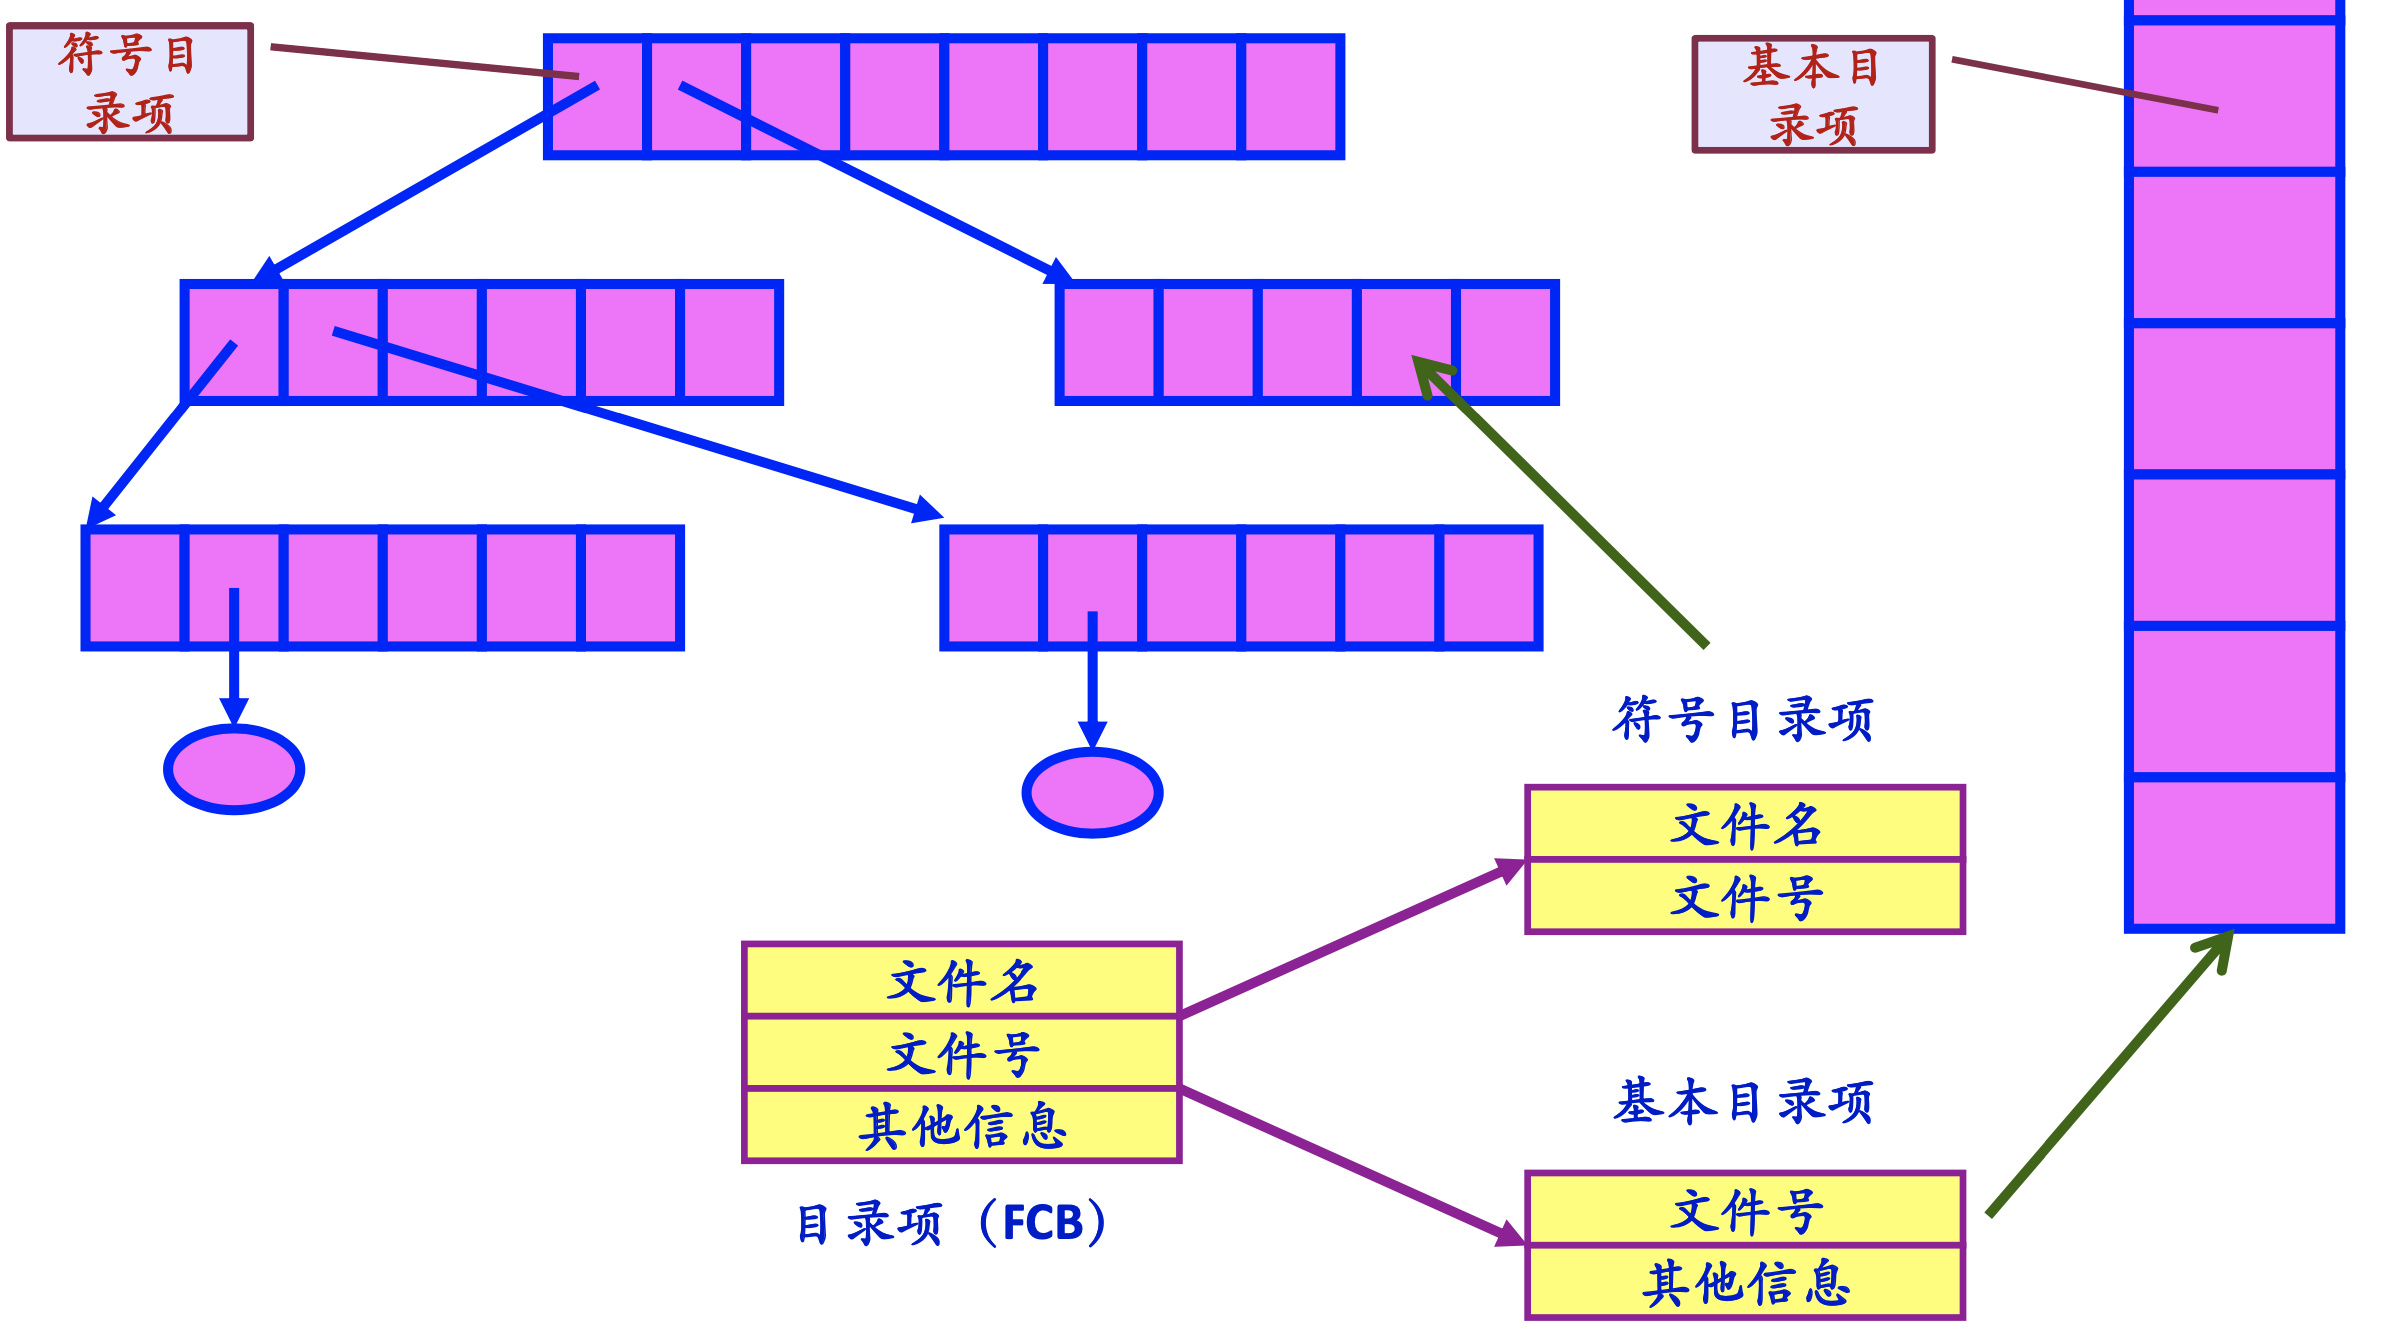 符号目
录项
基本目
录项
符号目录项
文件名
文件号
文件名
文件号
其他信息
目录项（FCB）
基本目录项
文件号
其他信息